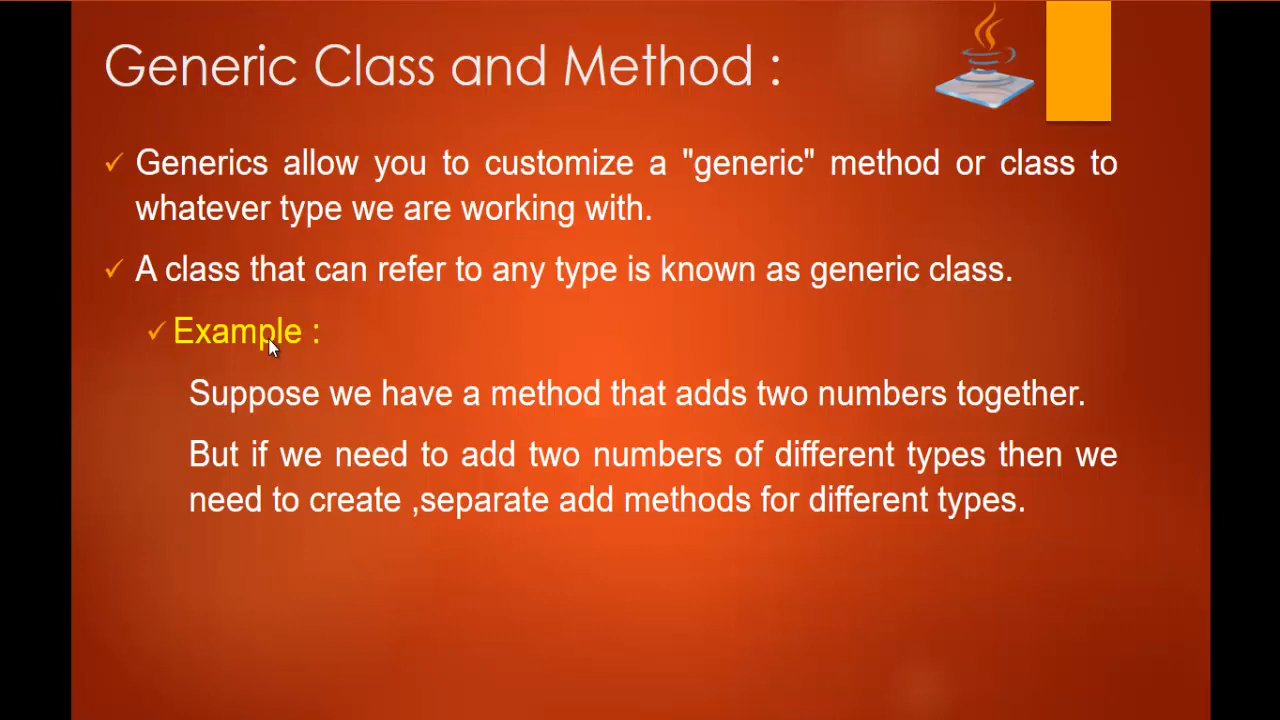 Generic Class and Method :
Generics allow you to customize a "generic" method or class to
whatever type we are working with.
A class that can refer to any type is known as generic class.
Example :
Suppose we have a method that adds two numbers together.
But if we need to add two numbers of different types then we
need to create ,separate add methods for different types.